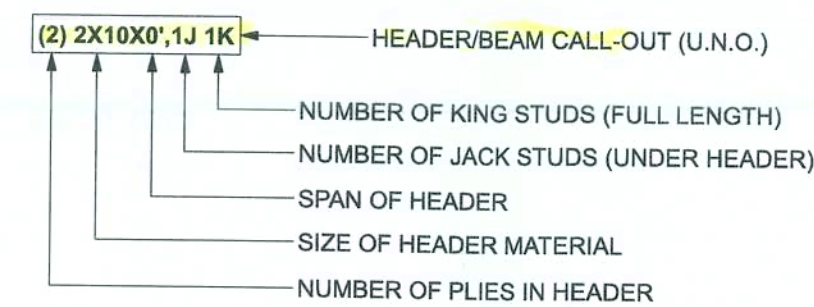 (2) 2X10X0',1J 1K HEADER/BEAM CALL-OUT (U.N.O.)
NUMBER OF KING STUDS (FULL LENGTH)
NUMBER OF JACK STUDS (UNDER HEADER)
SPAN OF HEADER
SIZE OF HEADER MATERIAL
NUMBER OF PLIES IN HEADER